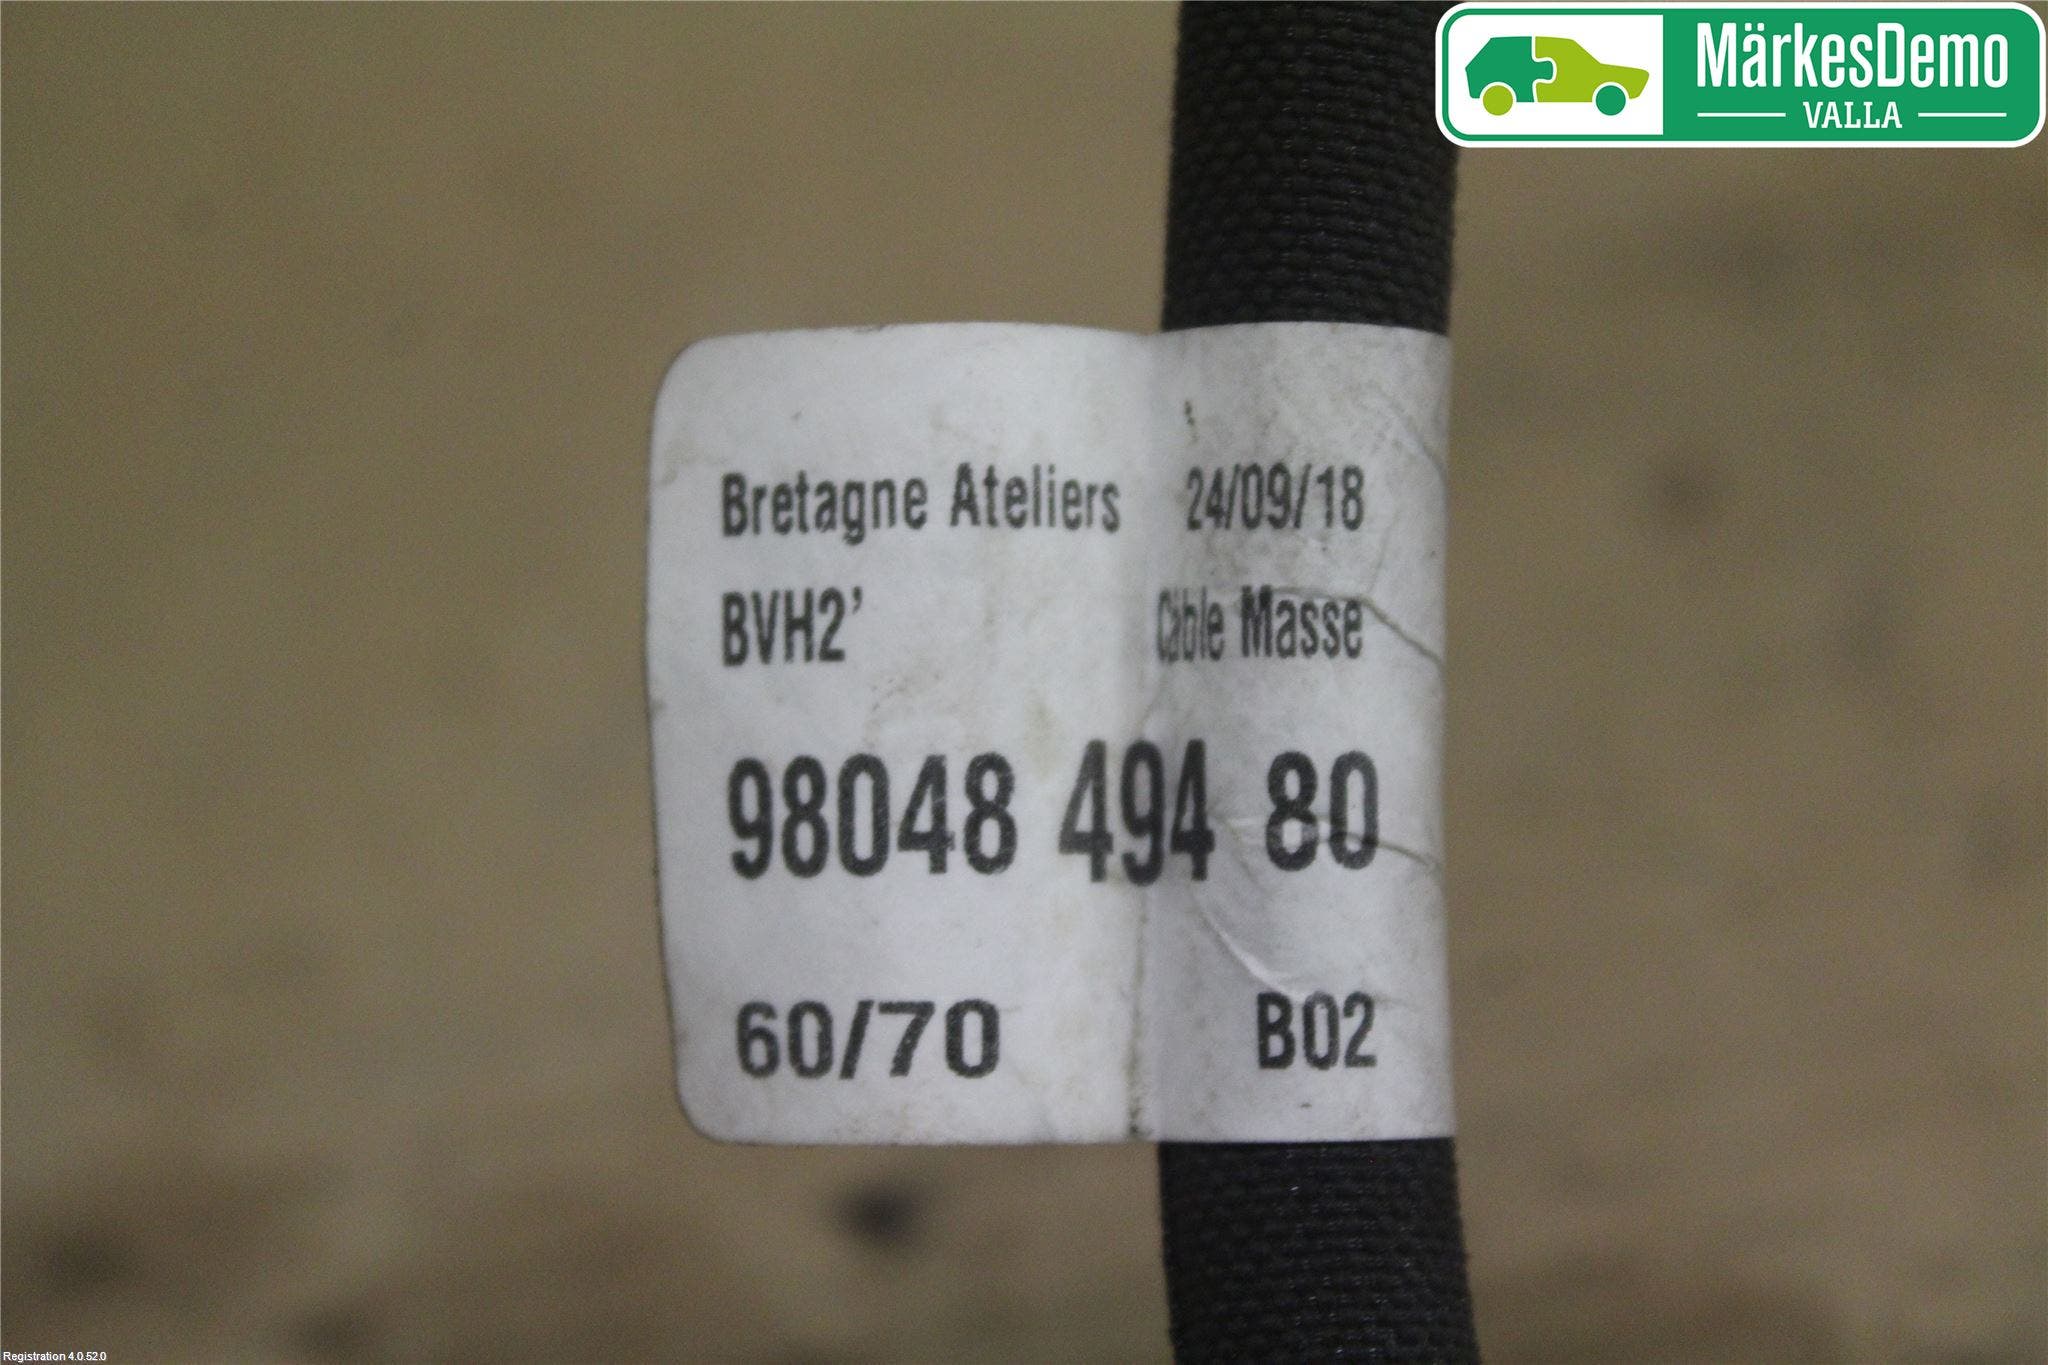 MärkesDemo
VALLA
Bretagne Ateliers 24/09/18
BVH2' Câble Masse
98048 494 80
60/70 B02
Registration 4.0.52.0